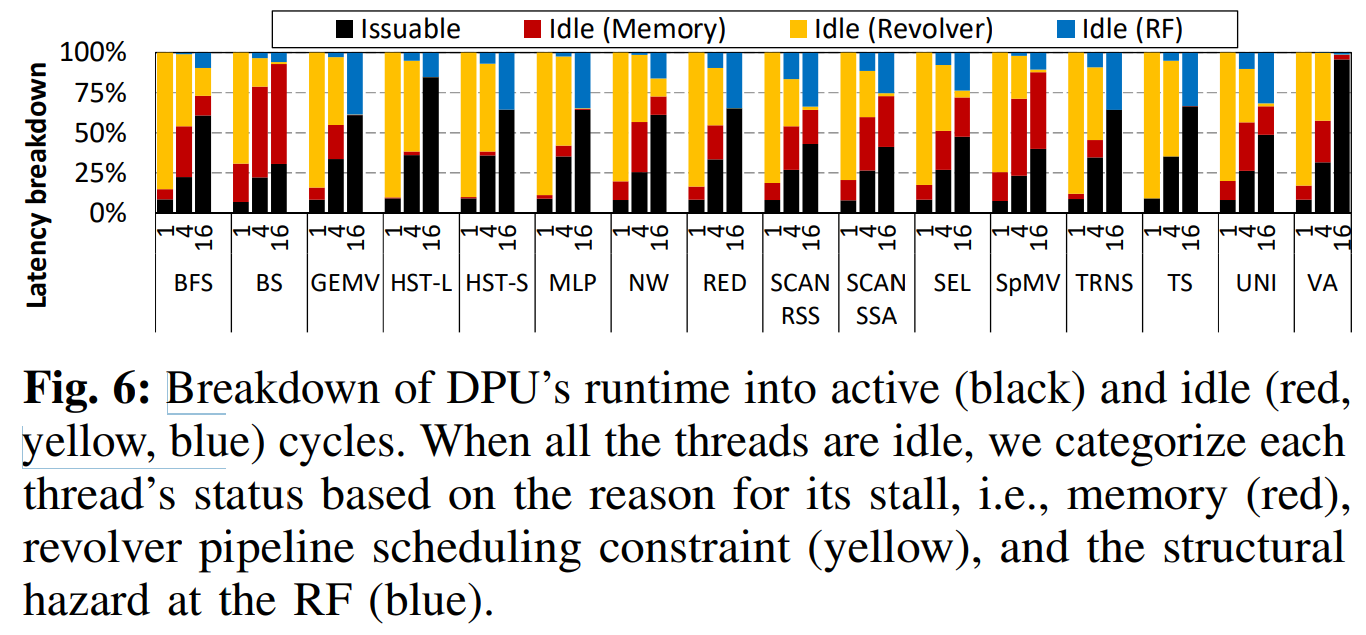 Issuable Idle (Memory) Idle (Revolver) Idle (RF)
Latency breakdown
100%
75%
50%
25%
0%
1 4 16 1 4 16 1 4 16 1 4 16 1 4 16 1 4 16 1 4 16 1 4 16 1 4 16 1 4 16 1 4 16 1 4 16 1 4 16 1 4 16 1 4 16 1 4 16
BFS BS GEMV HST-L HST-S MLP NW RED SCAN SCAN SEL SpMV TRNS TS UNI VA
RSS SSA
Fig. 6: Breakdown of DPU's runtime into active (black) and idle (red,
yellow, blue) cycles. When all the threads are idle, we categorize each
thread's status based on the reason for its stall, i.e., memory (red),
revolver pipeline scheduling constraint (yellow), and the structural
hazard at the RF (blue).